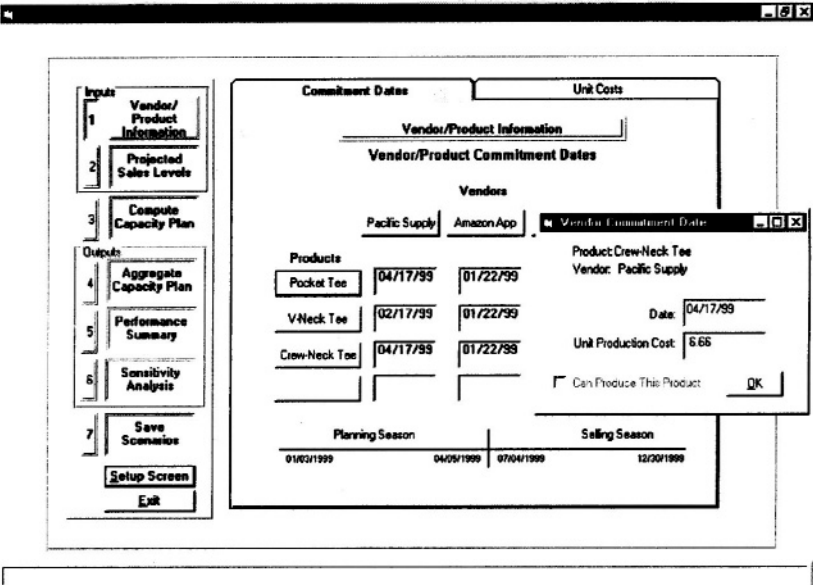 Inputs
1
Vendor/
Product
Information
2
Projected
Sales Levels
3
Compute
Capacity Plan
Outputs
4
Aggregate
Capacity Plan
5
Performance
Summary
6
Sensitivity
Analysis
7
Save
Scenarios
Setup Screen
Exit
Commitment Dates
Unit Costs
Vendor/Product Information
Vendor/Product Commitment Dates
Vendors
Pacific Supply
Amazon App
Products
Pocket Tee
04/17/99
01/22/99
V-Neck Tee
02/17/99
01/22/99
Crew-Neck Tee
04/17/99
01/22/99
Planning Season
Selling Season
01/03/1999
04/05/1999
07/04/1999
12/30/1999
Vendor Commitment Date
Product:Crew-Neck Tee
Vendor: Pacific Supply
Date: 04/17/99
Unit Production Cost: 6.66
Can Produce This Product
OK